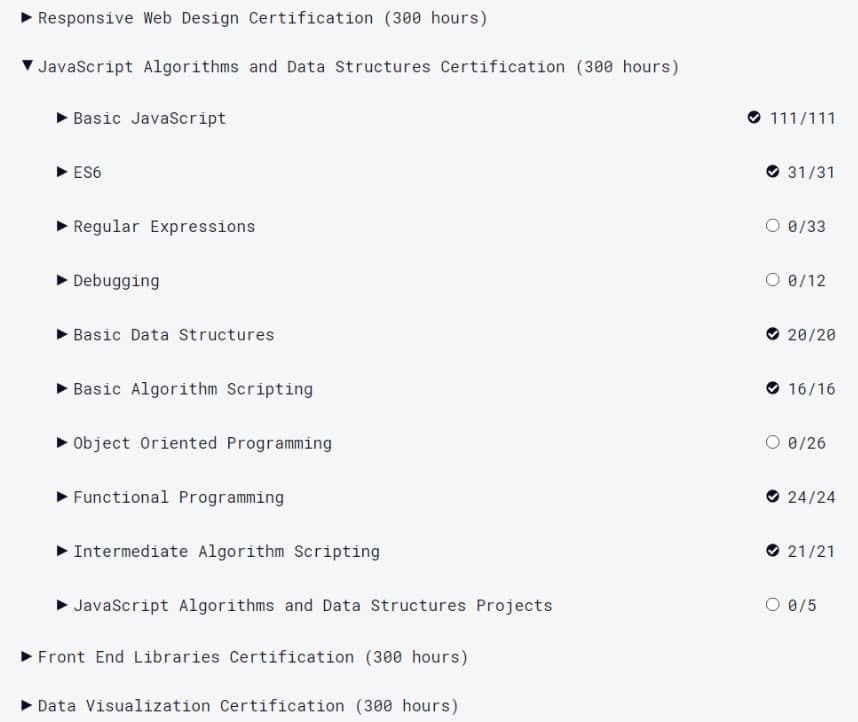 Responsive Web Design Certification (300 hours)
JavaScript Algorithms and Data Structures Certification (300 hours)
Basic JavaScript 111/111
ES6 31/31
Regular Expressions 0/33
Debugging 0/12
Basic Data Structures 20/20
Basic Algorithm Scripting 16/16
Object Oriented Programming 0/26
Functional Programming 24/24
Intermediate Algorithm Scripting 21/21
JavaScript Algorithms and Data Structures Projects 0/5
Front End Libraries Certification (300 hours)
Data Visualization Certification (300 hours)